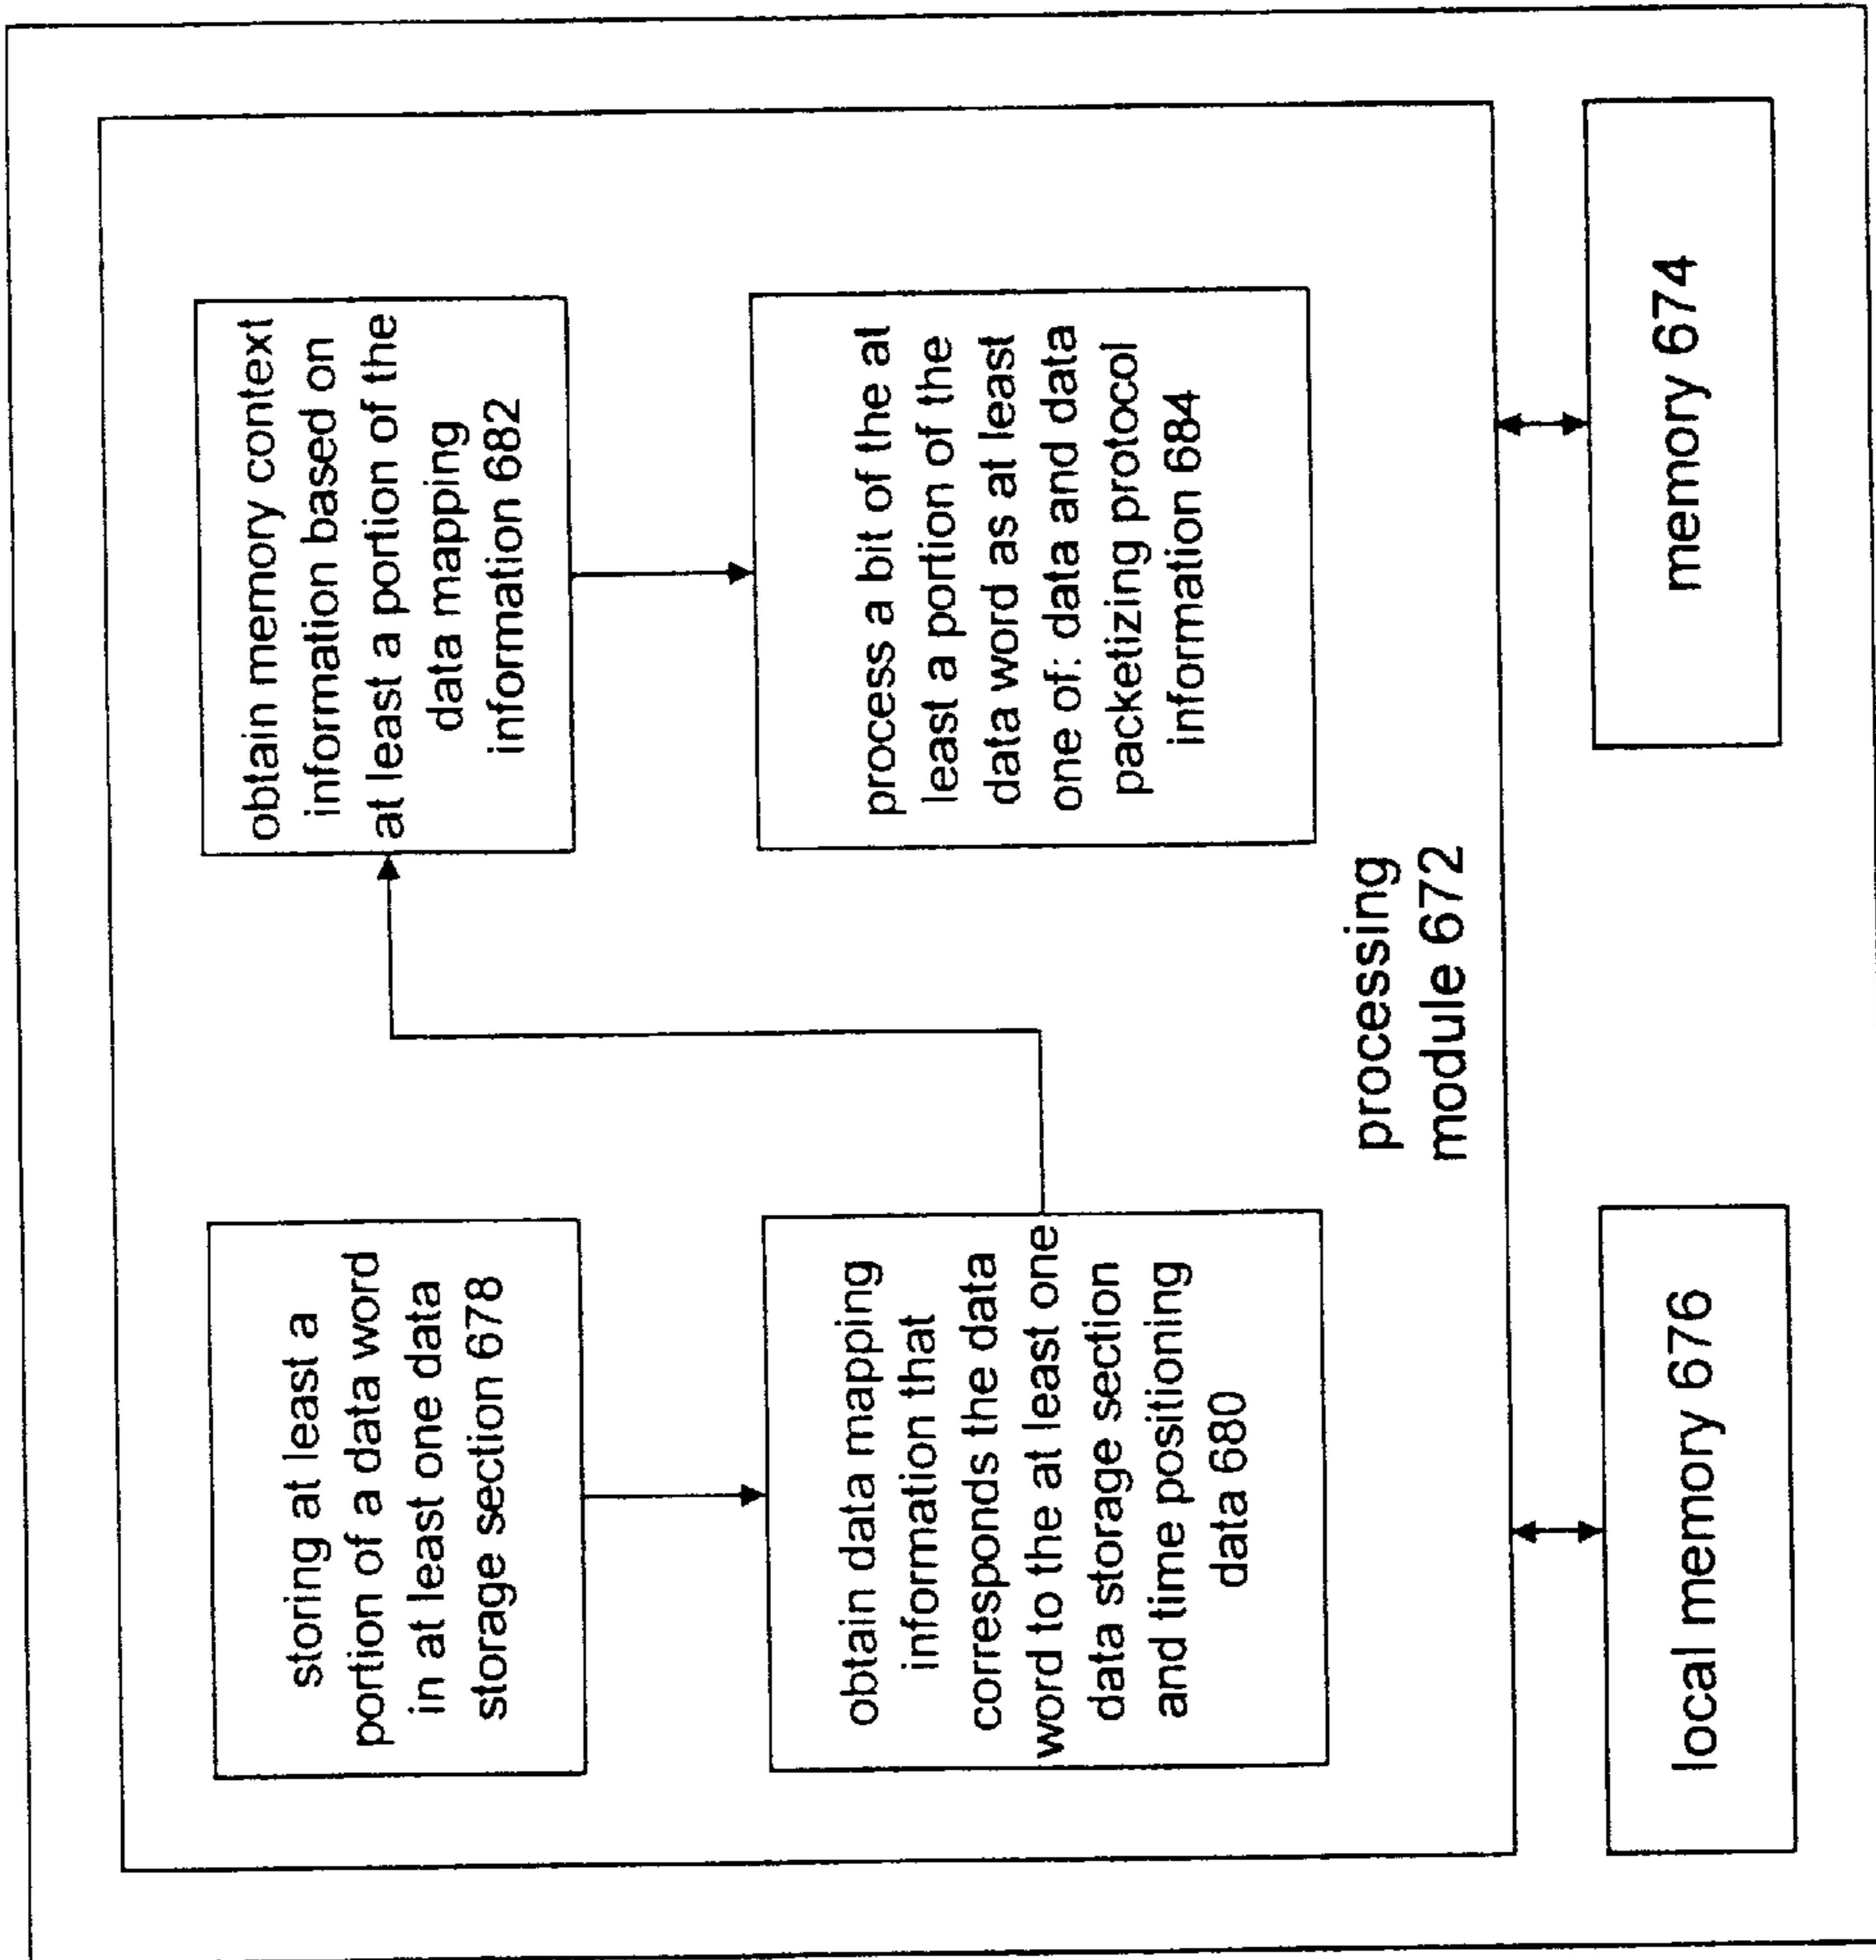 storing at least a
portion of a data word
in at least one data
storage section 678
obtain data mapping
information that
corresponds the data
word to the at least one
data storage section
and time positioning
data 680
obtain memory context
information based on
at least a portion of the
data mapping
information 682
process a bit of the at
least a portion of the
data word as at least
one of: data and data
packetizing protocol
information 684
processing
module 672
local memory 676
memory 674